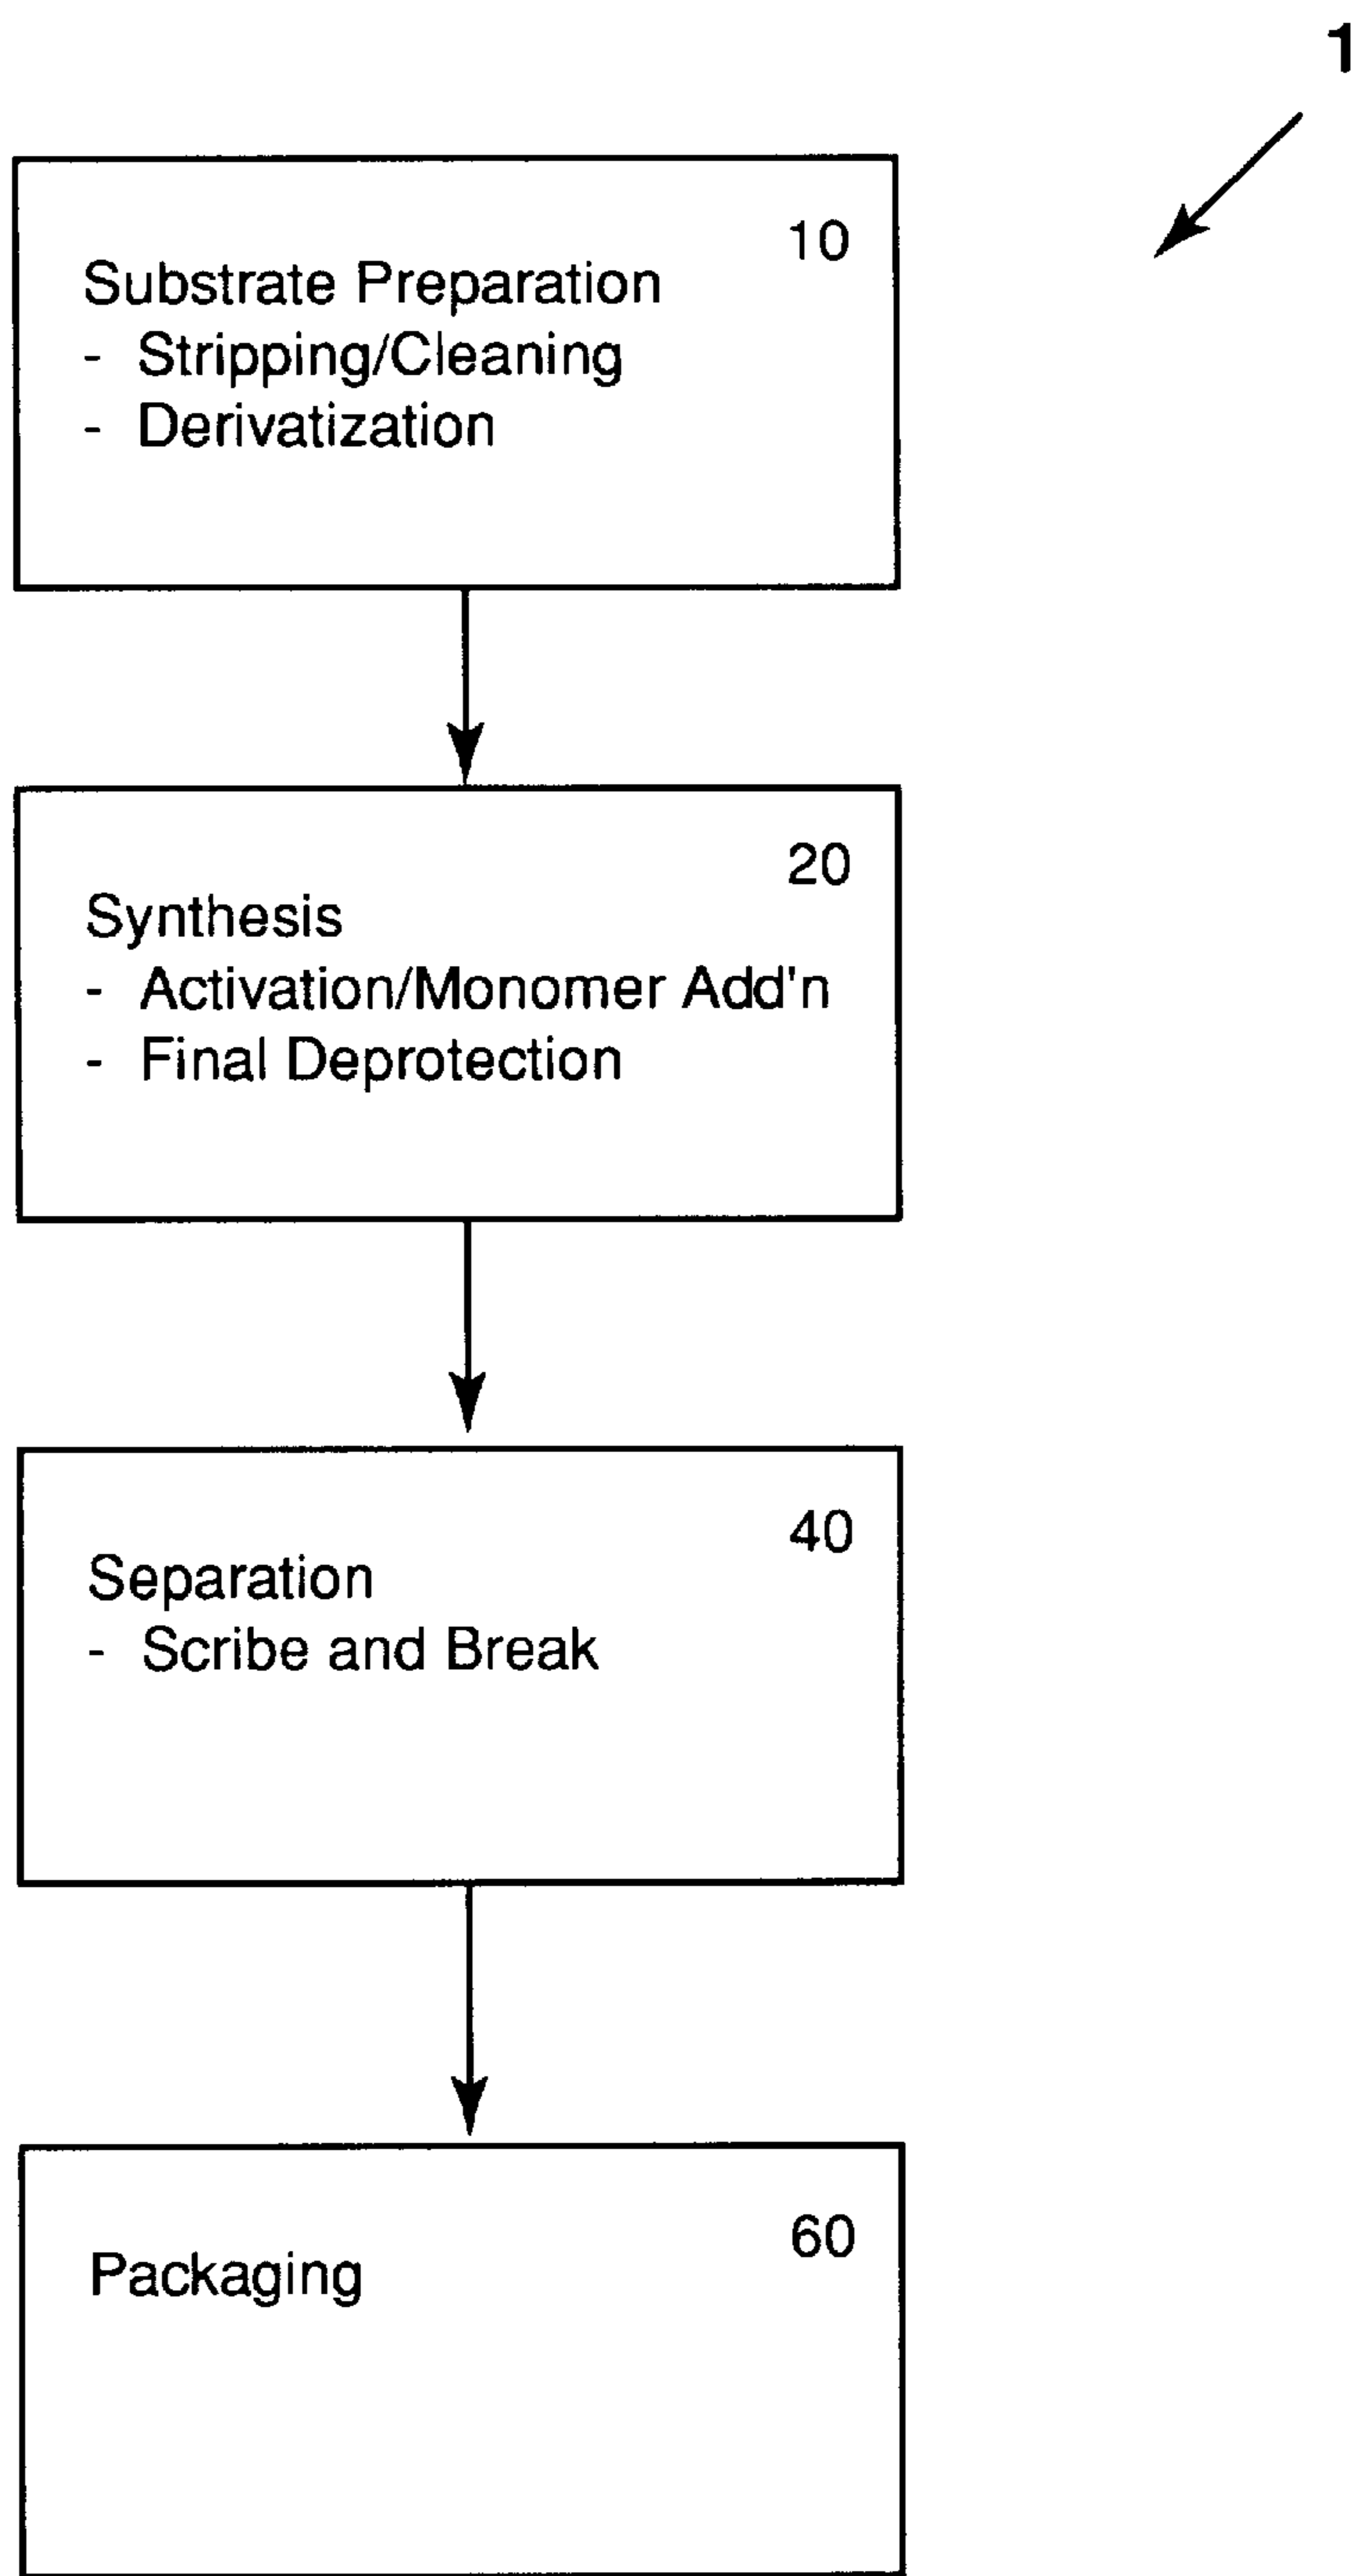 1
10
Substrate Preparation
- Stripping/Cleaning
- Derivatization
20
Synthesis
- Activation/Monomer Add'n
- Final Deprotection
40
Separation
- Scribe and Break
60
Packaging